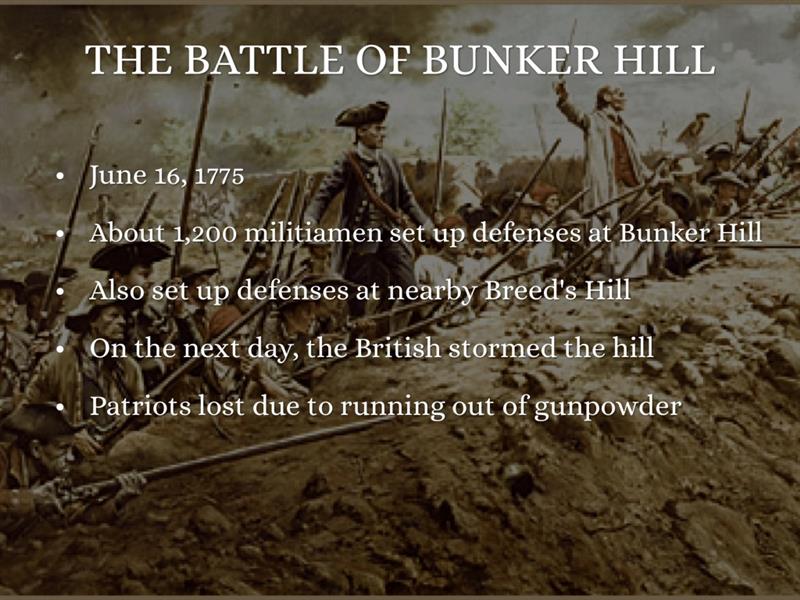 THE BATTLE OF BUNKER HILL
• June 16, 1775
• About 1,200 militiamen set up defenses at Bunker Hill
• Also set up defenses at nearby Breed's Hill
• On the next day, the British stormed the hill
• Patriots lost due to running out of gunpowder